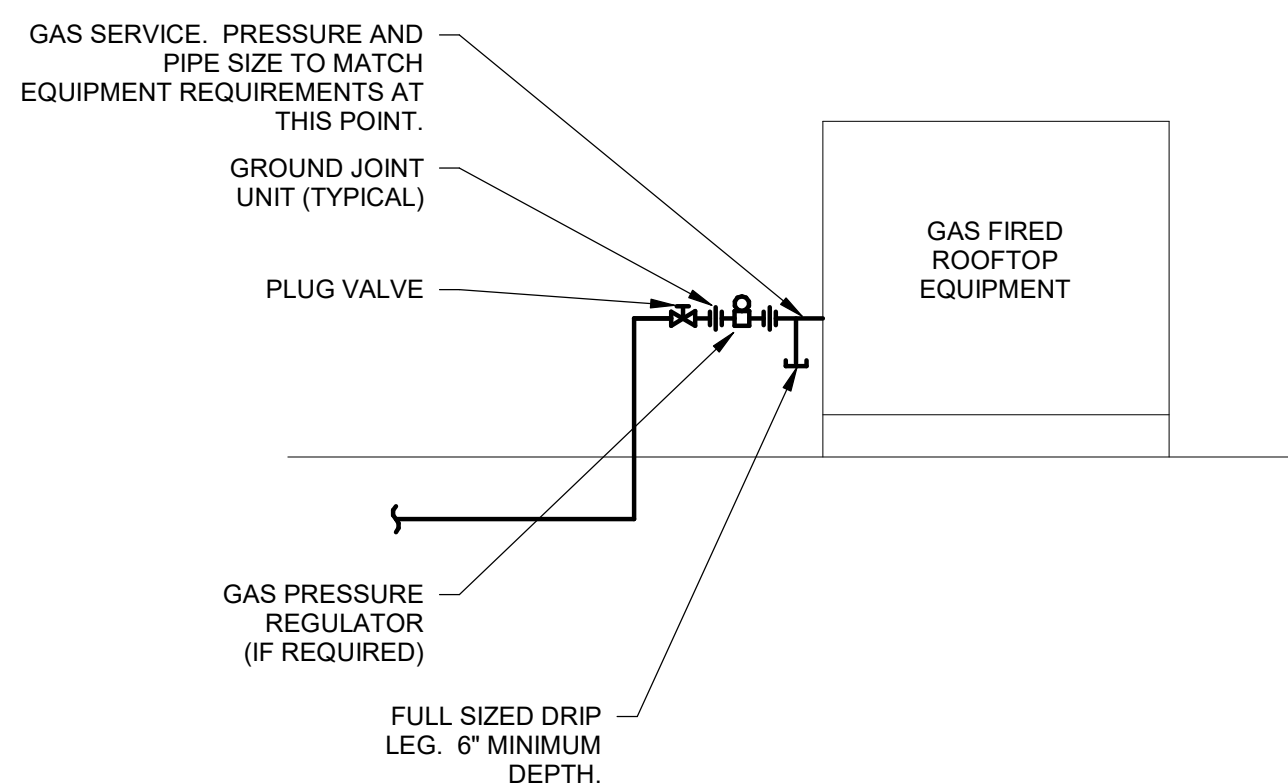 GAS SERVICE.  PRESSURE AND
PIPE SIZE TO MATCH
EQUIPMENT REQUIREMENTS AT
THIS POINT.
GROUND JOINT
UNIT (TYPICAL)
PLUG VALVE
GAS FIRED
ROOFTOP
EQUIPMENT
GAS PRESSURE
REGULATOR
(IF REQUIRED)
FULL SIZED DRIP
LEG.  6" MINIMUM
DEPTH.